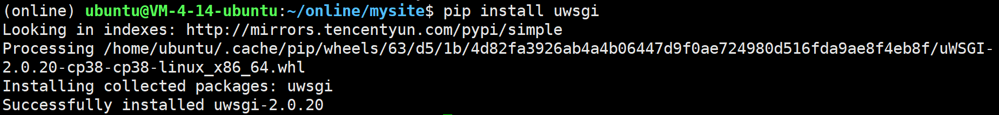 (online) ubuntu@VM-4-14-ubuntu:~/online/mysite$ pip install uwsgi
Looking in indexes: http://mirrors.tencentyun.com/pypi/simple
Processing /home/ubuntu/.cache/pip/wheels/63/d5/1b/4d82fa3926ab4a4b06447d9f0ae724980d516fda9ae8f4eb8f/uWSGI-
2.0.20-cp38-cp38-linux_x86_64.whl
Installing collected packages: uwsgi
Successfully installed uwsgi-2.0.20